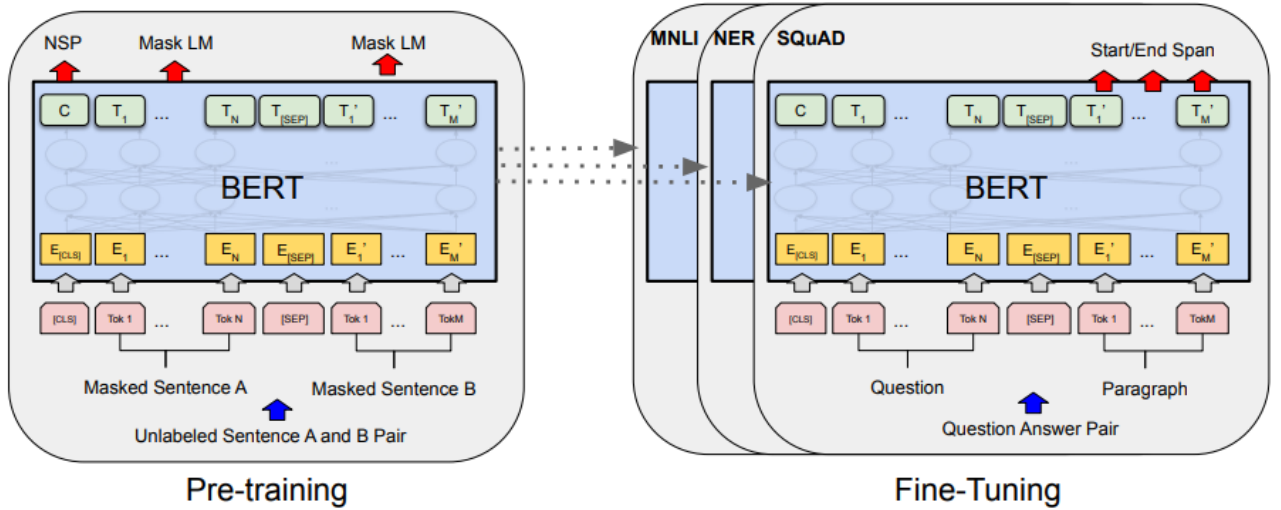 NSP Mask LM Mask LM
C T1 ... TN T[SEP] T1' ... TM'
BERT
E[CLS] E1 ... EN E[SEP] E1' ... EM'
[CLS] Tok 1 ... Tok N [SEP] Tok 1 ... TokM
Masked Sentence A Masked Sentence B
Unlabeled Sentence A and B Pair
Pre-training
MNLI NER SQuAD
Start/End Span
C T1 ... TN T[SEP] T1' ... TM'
BERT
E[CLS] E1 ... EN E[SEP] E1' ... EM'
[CLS] Tok 1 ... Tok N [SEP] Tok 1 ... TokM
Question Paragraph
Question Answer Pair
Fine-Tuning